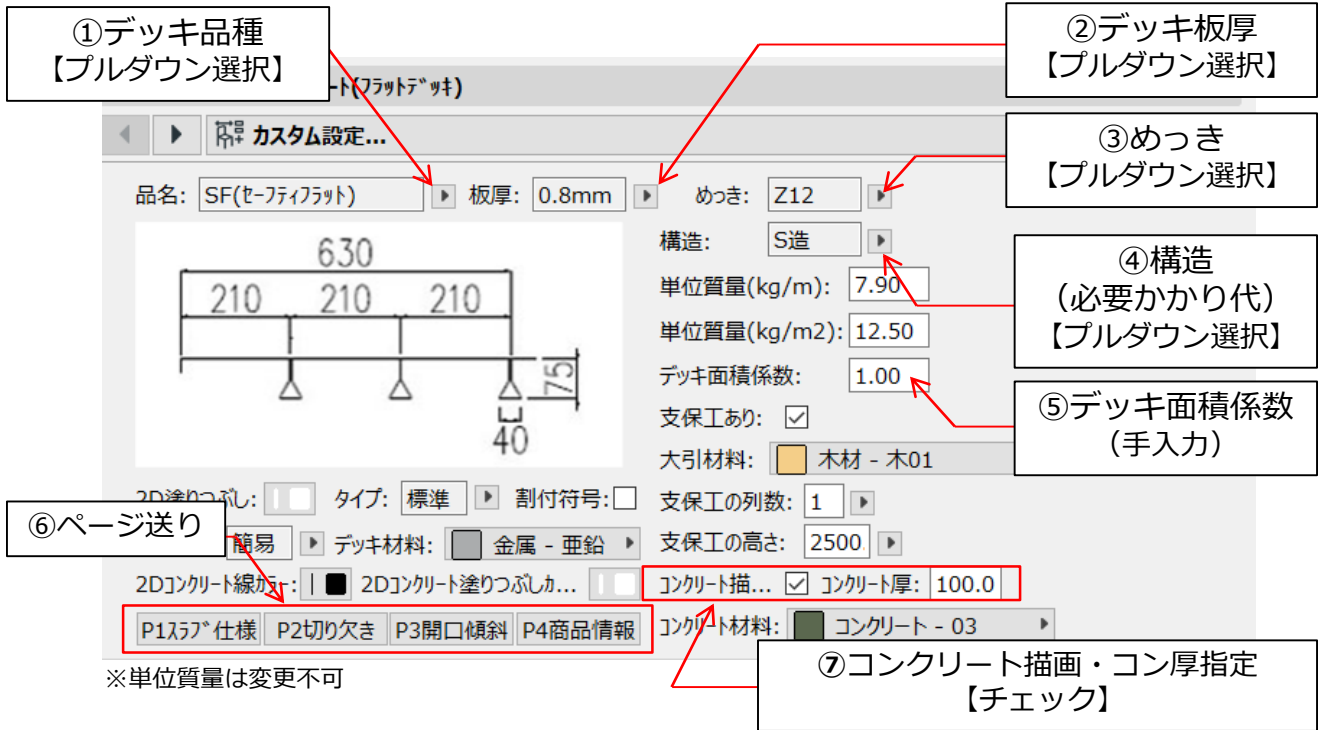 ①デッキ品種
【プルダウン選択】
②デッキ板厚
【プルダウン選択】
ート(フラットデッキ)
カスタム設定...
③めっき
【プルダウン選択】
品名: SF(セーフティフラット) 板厚: 0.8mm めっき: Z12
構造: S造
④構造
（必要かかり代）
【プルダウン選択】
630
210 210 210
75
40
単位質量(kg/m): 7.90
単位質量(kg/m2): 12.50
デッキ面積係数: 1.00
⑤デッキ面積係数
（手入力）
支保工あり:
大引材料: 木材 - 木01
2D塗りつぶし: タイプ: 標準 割付符号:
支保工の列数: 1
⑥ページ送り
簡易 デッキ材料: 金属 - 亜鉛
支保工の高さ: 2500
2Dコンクリート線カラー: 2Dコンクリート塗りつぶしカ...
コンクリート描... コンクリート厚: 100.0
P1スラブ仕様 P2切り欠き P3開口傾斜 P4商品情報
コンクリート材料: コンクリート - 03
※単位質量は変更不可
⑦コンクリート描画・コン厚指定
【チェック】